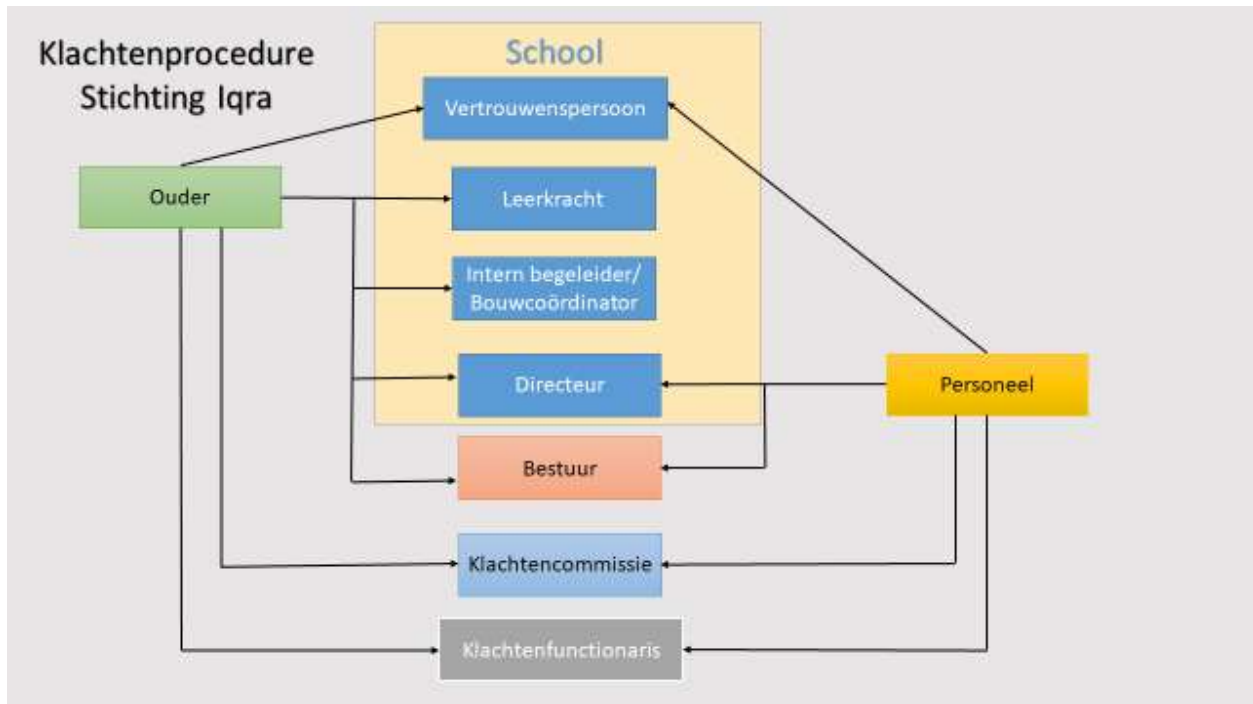 Klachtenprocedure
Stichting Iqra
School
Vertrouwenspersoon
Ouder
Leerkracht
Intern begeleider/
Bouwcoördinator
Directeur
Personeel
Bestuur
Klachtencommissie
Klachtenfunctionaris